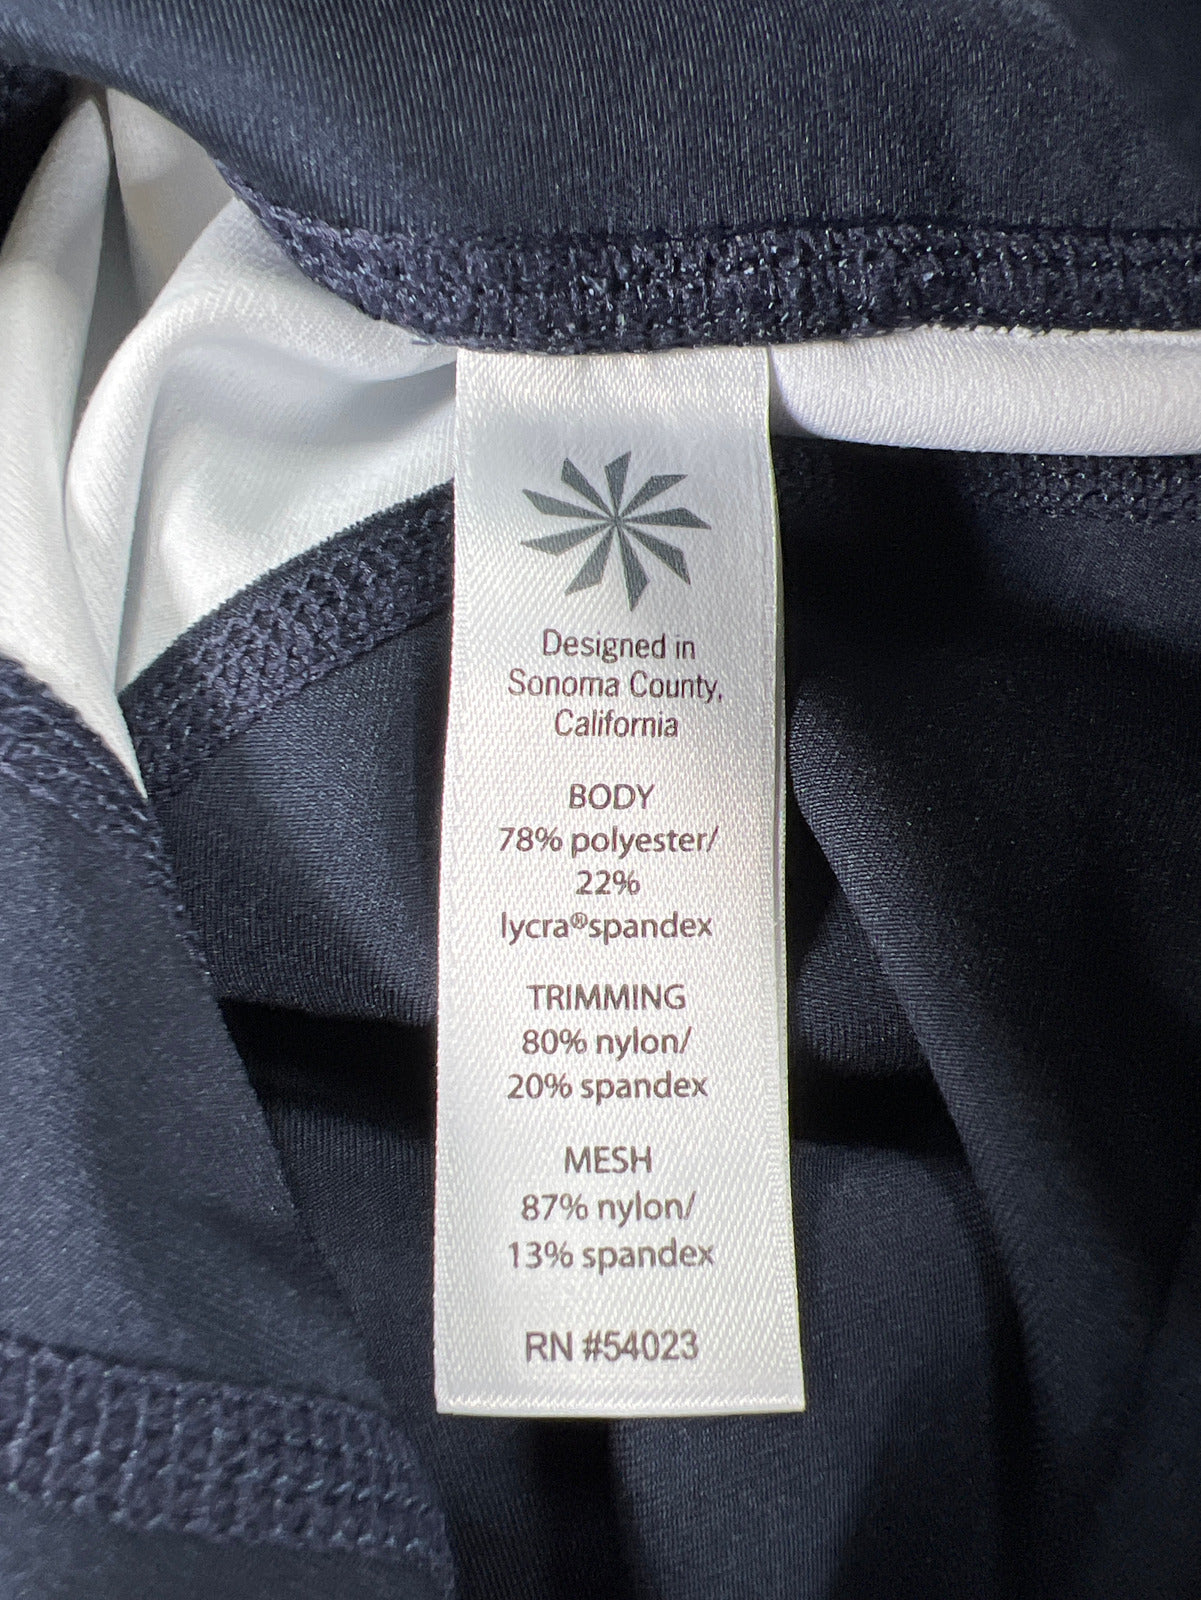 Designed in
Sonoma County,
California
BODY
78% polyester/
22%
lycra®spandex
TRIMMING
80% nylon/
20% spandex
MESH
87% nylon/
13% spandex
RN #54023